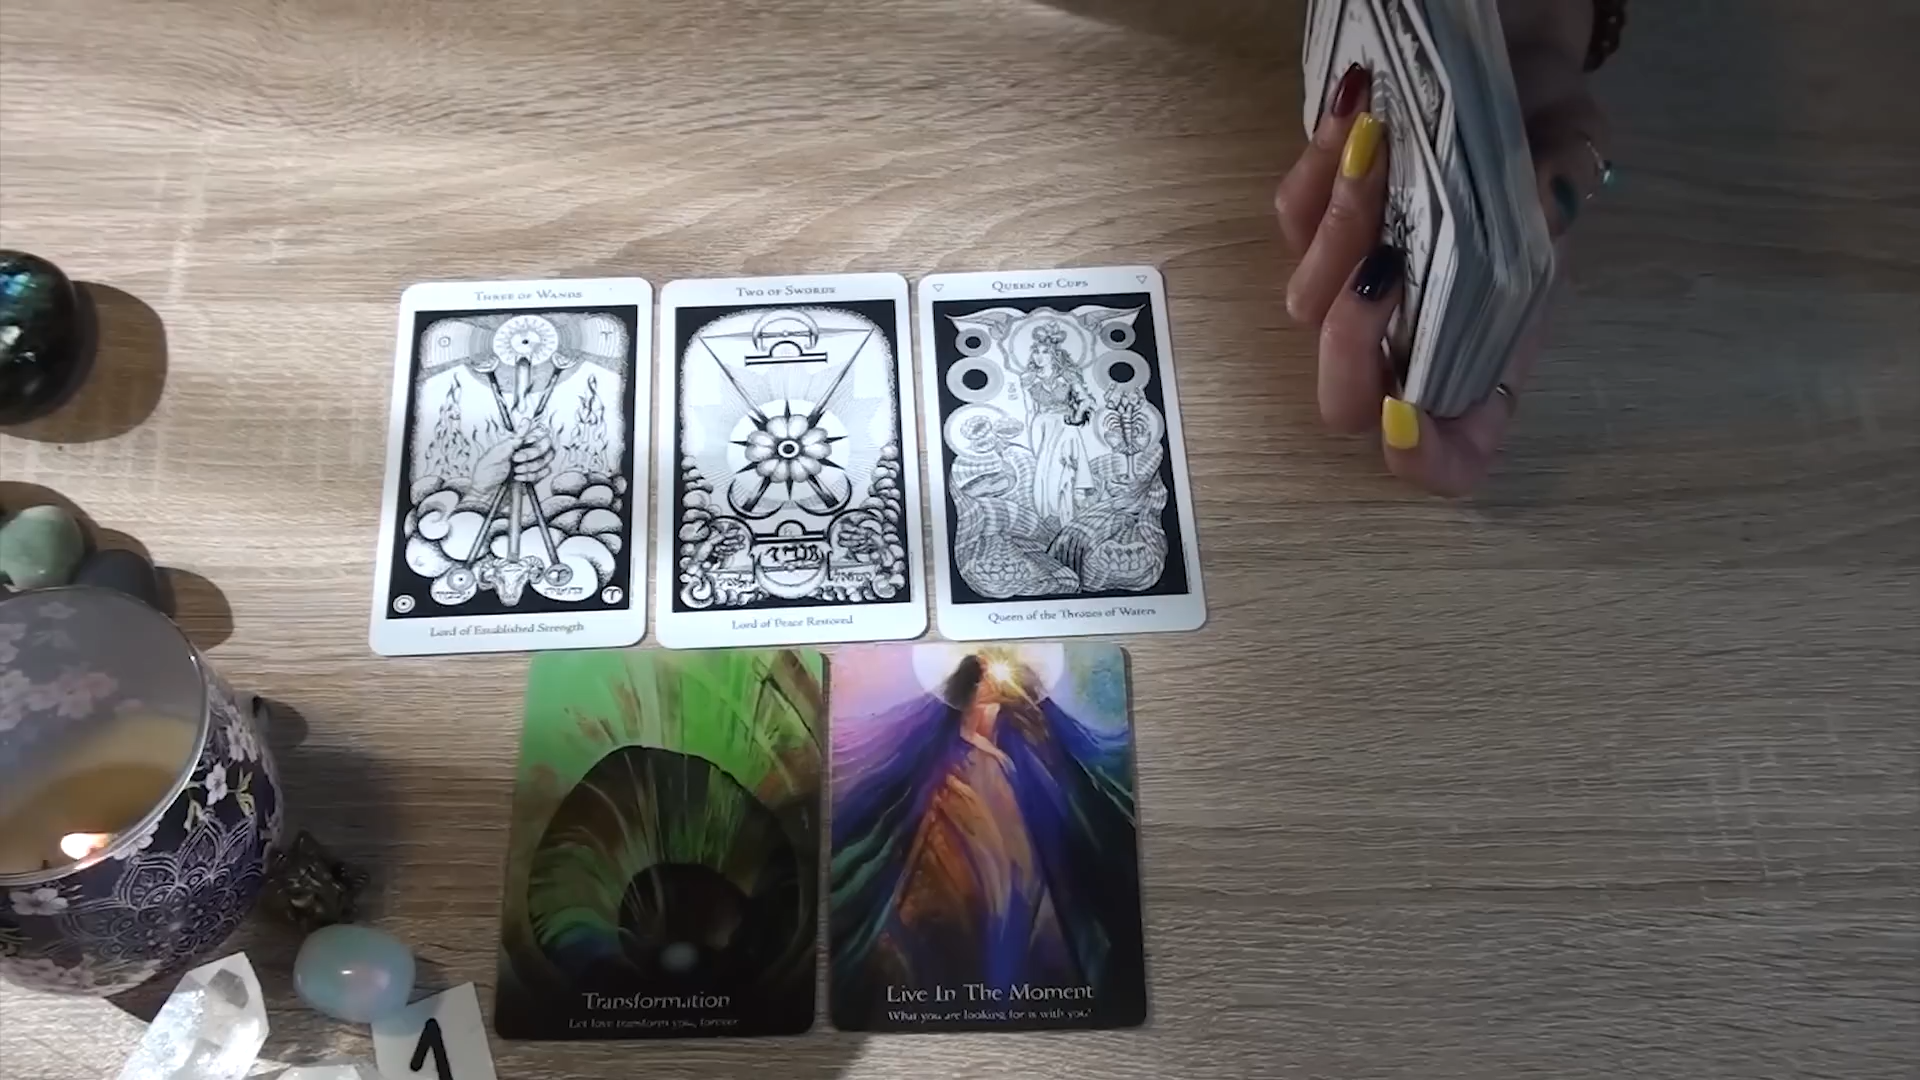 Three of Wands
Two of Swords
Queen of Cups
Lord of Established Strength
Lord of Peace Restored
Queen of the Thrones of Waters
Transformation
Let love transform you, forever
Live In The Moment
What you are looking for is with you!
1